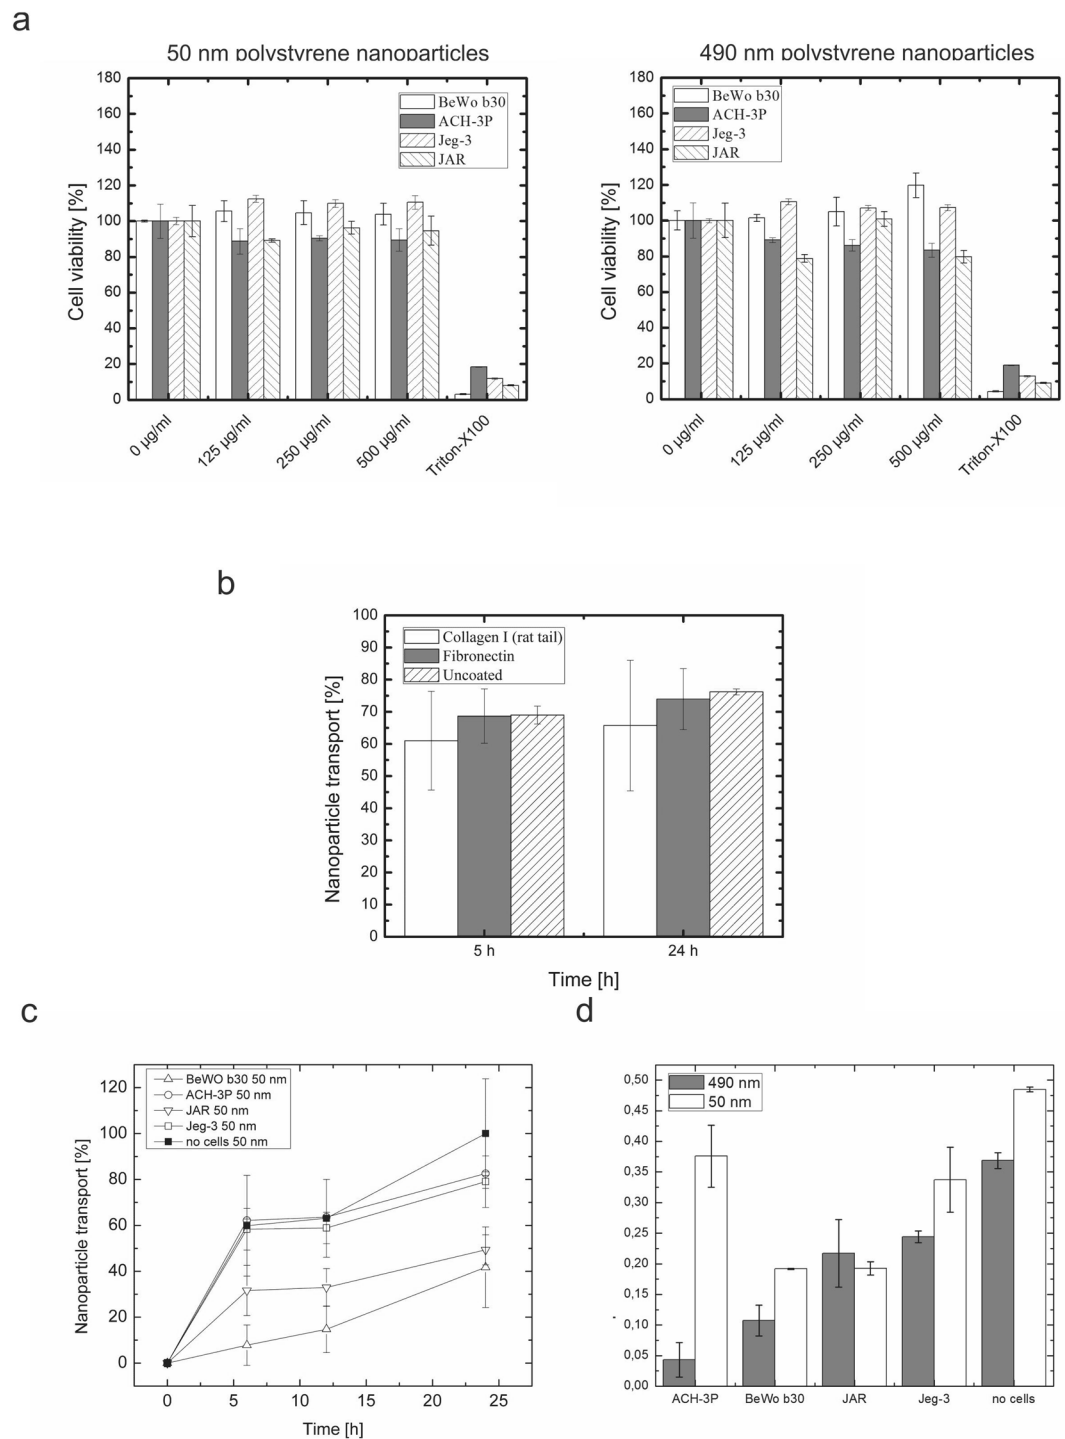 a
50 nm polystyrene nanoparticles
490 nm polystyrene nanoparticles
180
160
140
120
100
80
60
40
20
0
Cell viability [%]
BeWo b30
ACH-3P
Jeg-3
JAR
0 µg/ml
125 µg/ml
250 µg/ml
500 µg/ml
Triton-X100
180
160
140
120
100
80
60
40
20
0
Cell viability [%]
BeWo b30
ACH-3P
Jeg-3
JAR
0 µg/ml
125 µg/ml
250 µg/ml
500 µg/ml
Triton-X100
b
100
90
80
70
60
50
40
30
20
10
0
Nanoparticle transport [%]
Collagen I (rat tail)
Fibronectin
Uncoated
5 h
24 h
Time [h]
c
120
100
80
60
40
20
0
Nanoparticle transport [%]
BeWO b30 50 nm
ACH-3P 50 nm
JAR 50 nm
Jeg-3 50 nm
no cells 50 nm
0
5
10
15
20
25
Time [h]
d
0,50
0,45
0,40
0,35
0,30
0,25
0,20
0,15
0,10
0,05
0,00
490 nm
50 nm
ACH-3P
BeWo b30
JAR
Jeg-3
no cells